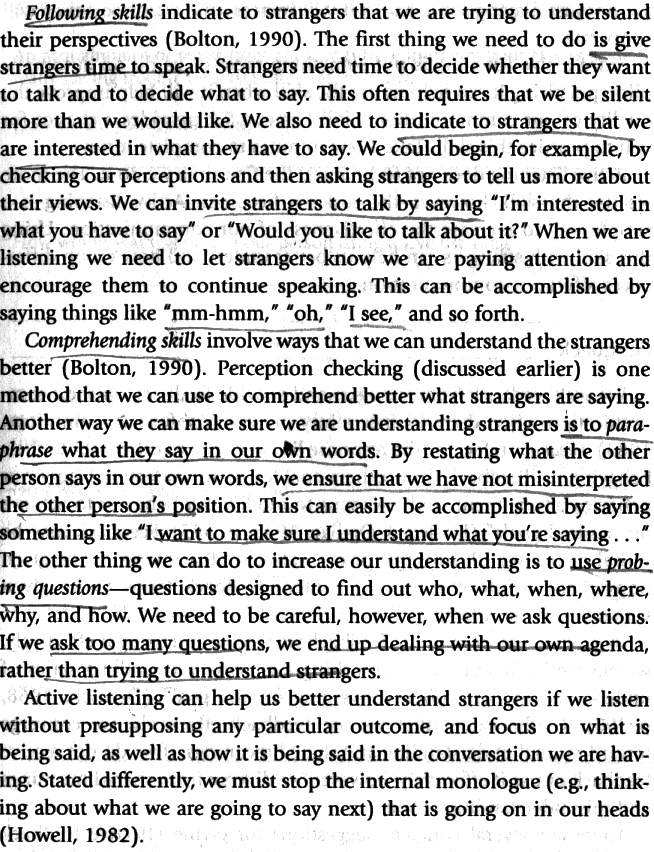 Following skills indicate to strangers that we are trying to understand
their perspectives (Bolton, 1990). The first thing we need to do is give
strangers time to speak. Strangers need time to decide whether they want
to talk and to decide what to say. This often requires that we be silent
more than we would like. We also need to indicate to strangers that we
are interested in what they have to say. We could begin, for example, by
checking our perceptions and then asking strangers to tell us more about
their views. We can invite strangers to talk by saying “I’m interested in
what you have to say” or “Would you like to talk about it?” When we are
listening we need to let strangers know we are paying attention and
encourage them to continue speaking. This can be accomplished by
saying things like “mm-hmm,” “oh,” “I see,” and so forth.
Comprehending skills involve ways that we can understand the strangers
better (Bolton, 1990). Perception checking (discussed earlier) is one
method that we can use to comprehend better what strangers are saying.
Another way we can make sure we are understanding strangers is to para-
phrase what they say in our own words. By restating what the other
person says in our own words, we ensure that we have not misinterpreted
the other person’s position. This can easily be accomplished by saying
something like “I want to make sure I understand what you’re saying . . .”
The other thing we can do to increase our understanding is to use prob-
ing questions—questions designed to find out who, what, when, where,
why, and how. We need to be careful, however, when we ask questions.
If we ask too many questions, we end up dealing with our own agenda,
rather than trying to understand strangers.
Active listening can help us better understand strangers if we listen
without presupposing any particular outcome, and focus on what is
being said, as well as how it is being said in the conversation we are hav-
ing. Stated differently, we must stop the internal monologue (e.g., think-
ing about what we are going to say next) that is going on in our heads
(Howell, 1982).